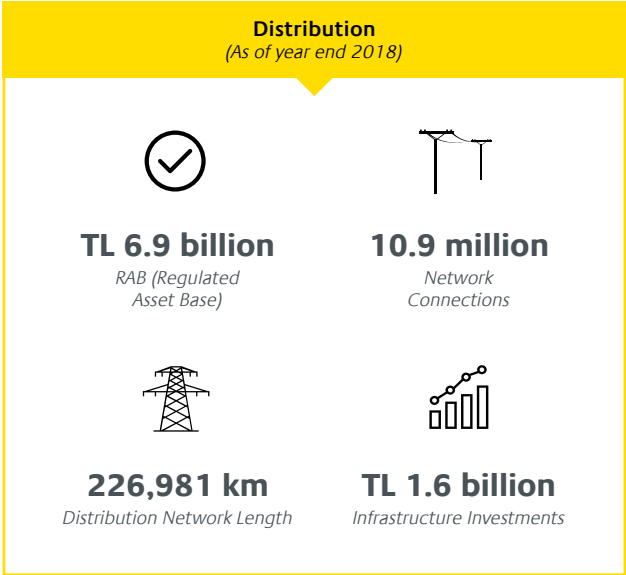 Distribution
(As of year end 2018)
TL 6.9 billion
RAB (Regulated
Asset Base)
10.9 million
Network
Connections
226,981 km
Distribution Network Length
TL 1.6 billion
Infrastructure Investments